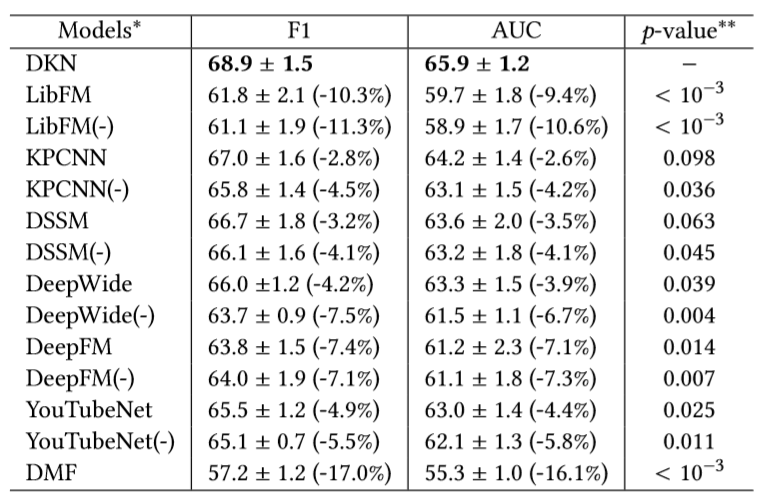 Models* F1 AUC p-value**
DKN 68.9 ± 1.5 65.9 ± 1.2 –
LibFM 61.8 ± 2.1 (-10.3%) 59.7 ± 1.8 (-9.4%) < 10⁻³
LibFM(-) 61.1 ± 1.9 (-11.3%) 58.9 ± 1.7 (-10.6%) < 10⁻³
KPCNN 67.0 ± 1.6 (-2.8%) 64.2 ± 1.4 (-2.6%) 0.098
KPCNN(-) 65.8 ± 1.4 (-4.5%) 63.1 ± 1.5 (-4.2%) 0.036
DSSM 66.7 ± 1.8 (-3.2%) 63.6 ± 2.0 (-3.5%) 0.063
DSSM(-) 66.1 ± 1.6 (-4.1%) 63.2 ± 1.8 (-4.1%) 0.045
DeepWide 66.0 ±1.2 (-4.2%) 63.3 ± 1.5 (-3.9%) 0.039
DeepWide(-) 63.7 ± 0.9 (-7.5%) 61.5 ± 1.1 (-6.7%) 0.004
DeepFM 63.8 ± 1.5 (-7.4%) 61.2 ± 2.3 (-7.1%) 0.014
DeepFM(-) 64.0 ± 1.9 (-7.1%) 61.1 ± 1.8 (-7.3%) 0.007
YouTubeNet 65.5 ± 1.2 (-4.9%) 63.0 ± 1.4 (-4.4%) 0.025
YouTubeNet(-) 65.1 ± 0.7 (-5.5%) 62.1 ± 1.3 (-5.8%) 0.011
DMF 57.2 ± 1.2 (-17.0%) 55.3 ± 1.0 (-16.1%) < 10⁻³